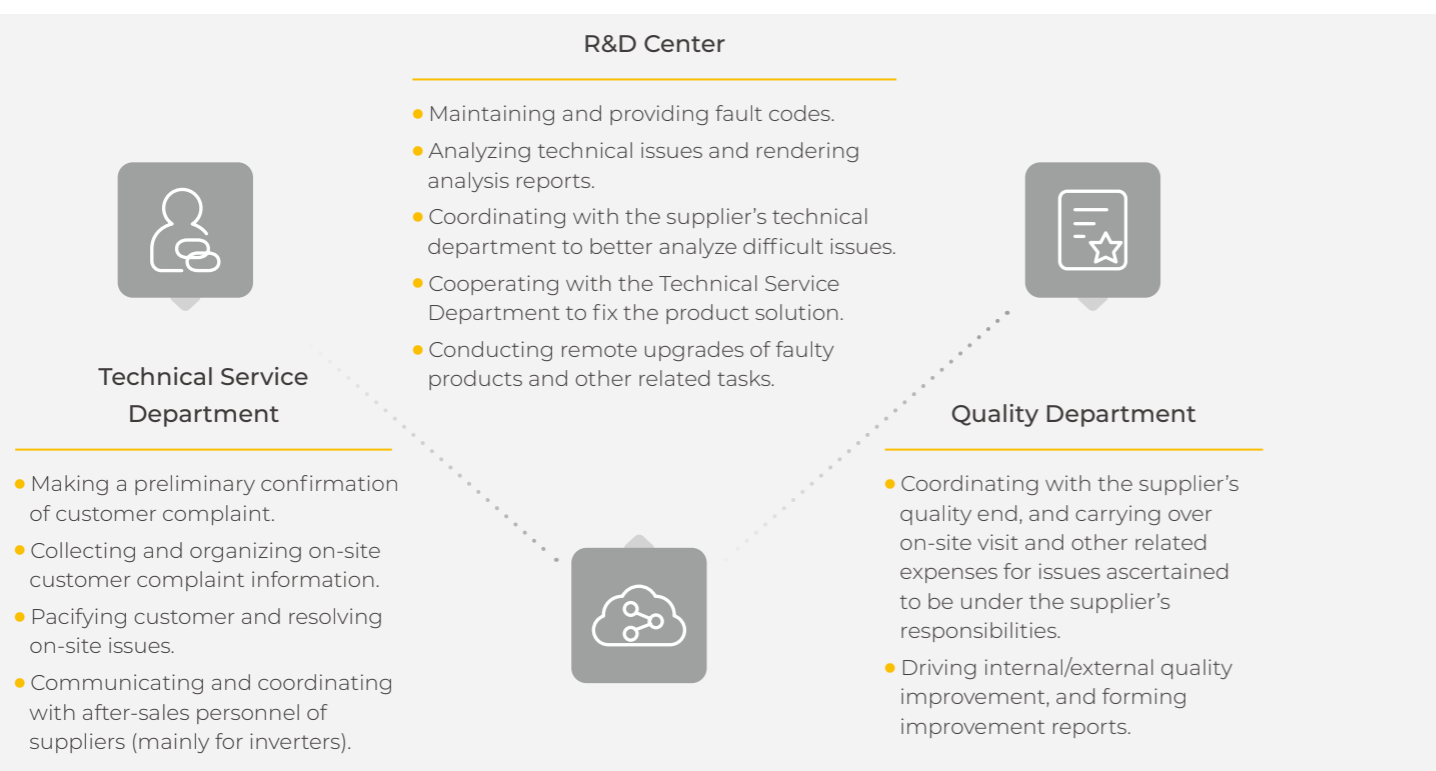 R&D Center
• Maintaining and providing fault codes.
• Analyzing technical issues and rendering
analysis reports.
• Coordinating with the supplier’s technical
department to better analyze difficult issues.
• Cooperating with the Technical Service
Department to fix the product solution.
• Conducting remote upgrades of faulty
products and other related tasks.
Technical Service
Department
• Making a preliminary confirmation
of customer complaint.
• Collecting and organizing on-site
customer complaint information.
• Pacifying customer and resolving
on-site issues.
• Communicating and coordinating
with after-sales personnel of
suppliers (mainly for inverters).
Quality Department
• Coordinating with the supplier’s
quality end, and carrying over
on-site visit and other related
expenses for issues ascertained
to be under the supplier’s
responsibilities.
• Driving internal/external quality
improvement, and forming
improvement reports.